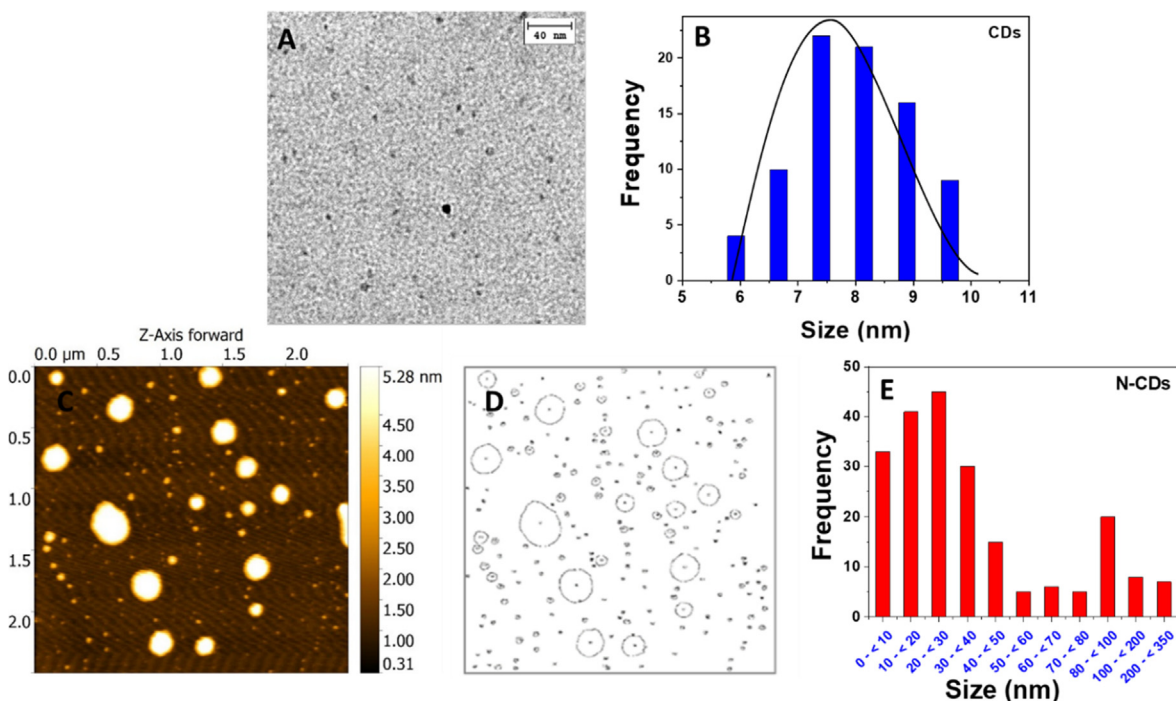 A
40 nm
B
CDs
Frequency
20
15
10
5
0
5 6 7 8 9 10 11
Size (nm)
Z-Axis forward
0.0 µm 0.5 1.0 1.5 2.0
0.0
0.5
1.0
1.5
2.0
C
5.28 nm
4.50
4.00
3.50
3.00
2.50
2.00
1.50
1.00
0.31
D
E
N-CDs
Frequency
50
40
30
20
10
0
0 - < 10
10 - < 20
20 - < 30
30 - < 40
40 - < 50
50 - < 60
60 - < 70
70 - < 80
80 - < 100
100 - < 200
200 - < 350
Size (nm)